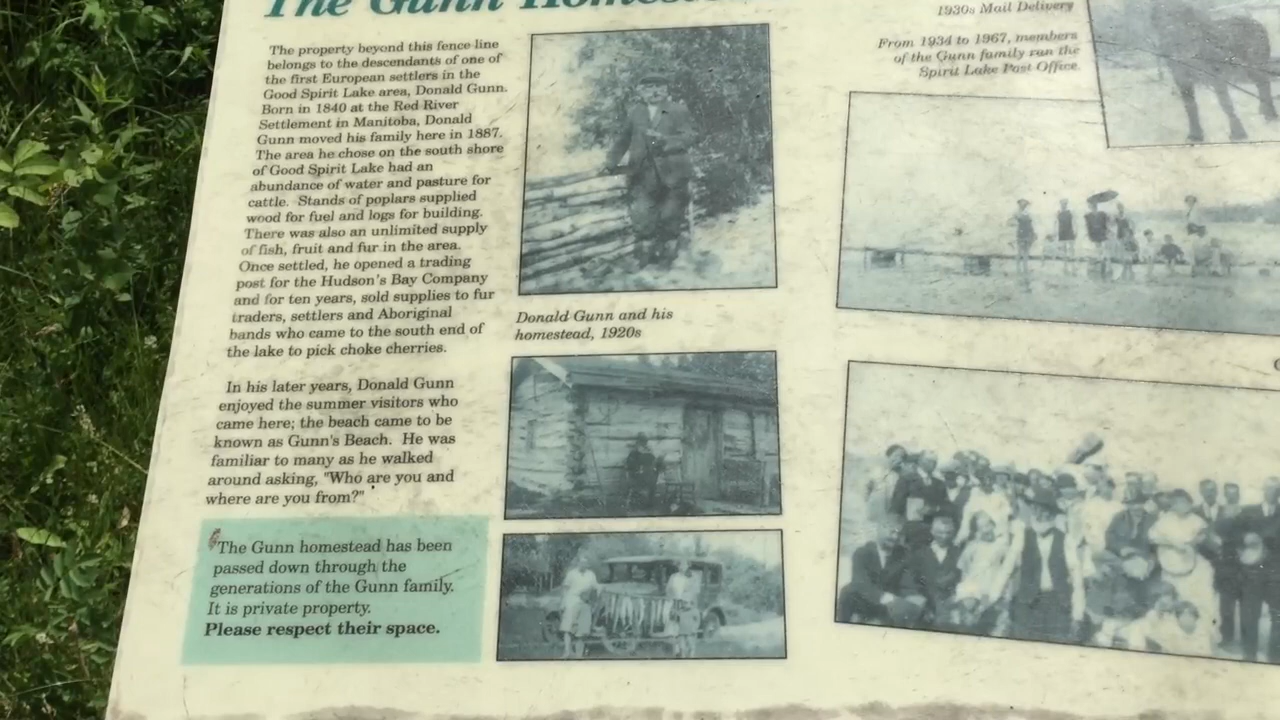 The Gunn
The property beyond this fence line
belongs to the descendants of one of
the first European settlers in the
Good Spirit Lake area, Donald Gunn.
Born in 1840 at the Red River
Settlement in Manitoba, Donald
Gunn moved his family here in 1887.
The area he chose on the south shore
of Good Spirit Lake had an
abundance of water and pasture for
cattle. Stands of poplars supplied
wood for fuel and logs for building.
There was also an unlimited supply
of fish, fruit and fur in the area.
Once settled, he opened a trading
post for the Hudson's Bay Company
and for ten years, sold supplies to fur
traders, settlers and Aboriginal
bands who came to the south end of
the lake to pick choke cherries.
In his later years, Donald Gunn
enjoyed the summer visitors who
came here; the beach came to be
known as Gunn's Beach. He was
familiar to many as he walked
around asking, "Who are you and
where are you from?"
The Gunn homestead has been
passed down through the
generations of the Gunn family.
It is private property.
Please respect their space.
Donald Gunn and his
homestead, 1920s
1930s Mail Delivery
From 1934 to 1967, members
of the Gunn family ran the
Spirit Lake Post Office.